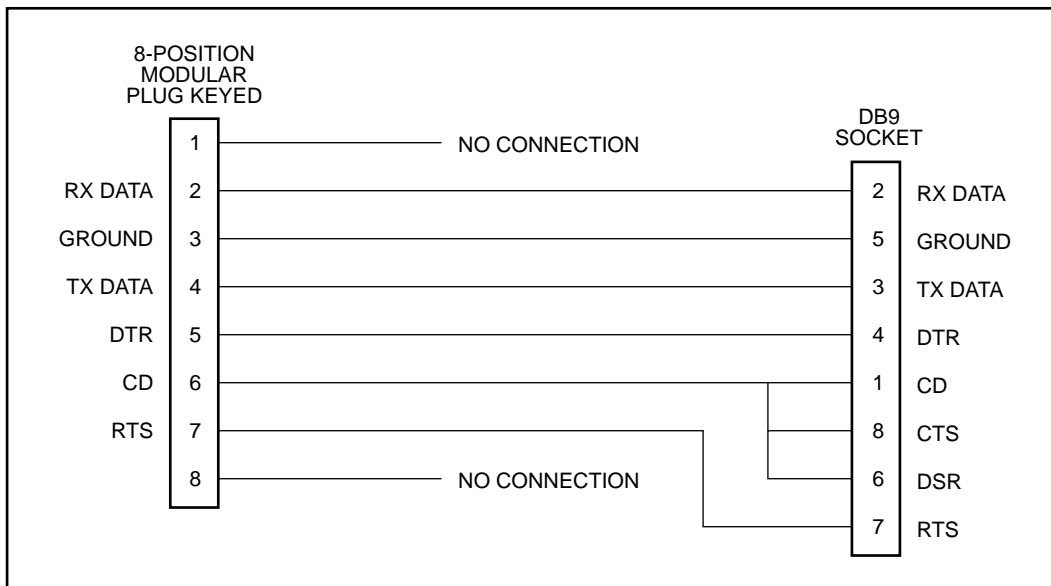 8-POSITION
MODULAR
PLUG KEYED
DB9
SOCKET
1 NO CONNECTION
RX DATA 2 2 RX DATA
GROUND 3 5 GROUND
TX DATA 4 3 TX DATA
DTR 5 4 DTR
CD 6 1 CD
RTS 7 8 CTS
8 NO CONNECTION 6 DSR
7 RTS